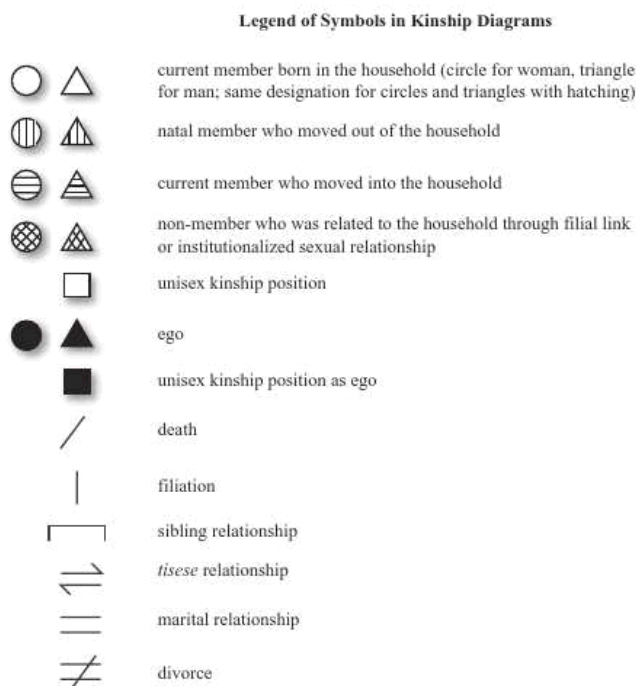 Legend of Symbols in Kinship Diagrams
current member born in the household (circle for woman, triangle
for man; same designation for circles and triangles with hatching)
natal member who moved out of the household
current member who moved into the household
non-member who was related to the household through filial link
or institutionalized sexual relationship
unisex kinship position
ego
unisex kinship position as ego
death
filiation
sibling relationship
tisese relationship
marital relationship
divorce